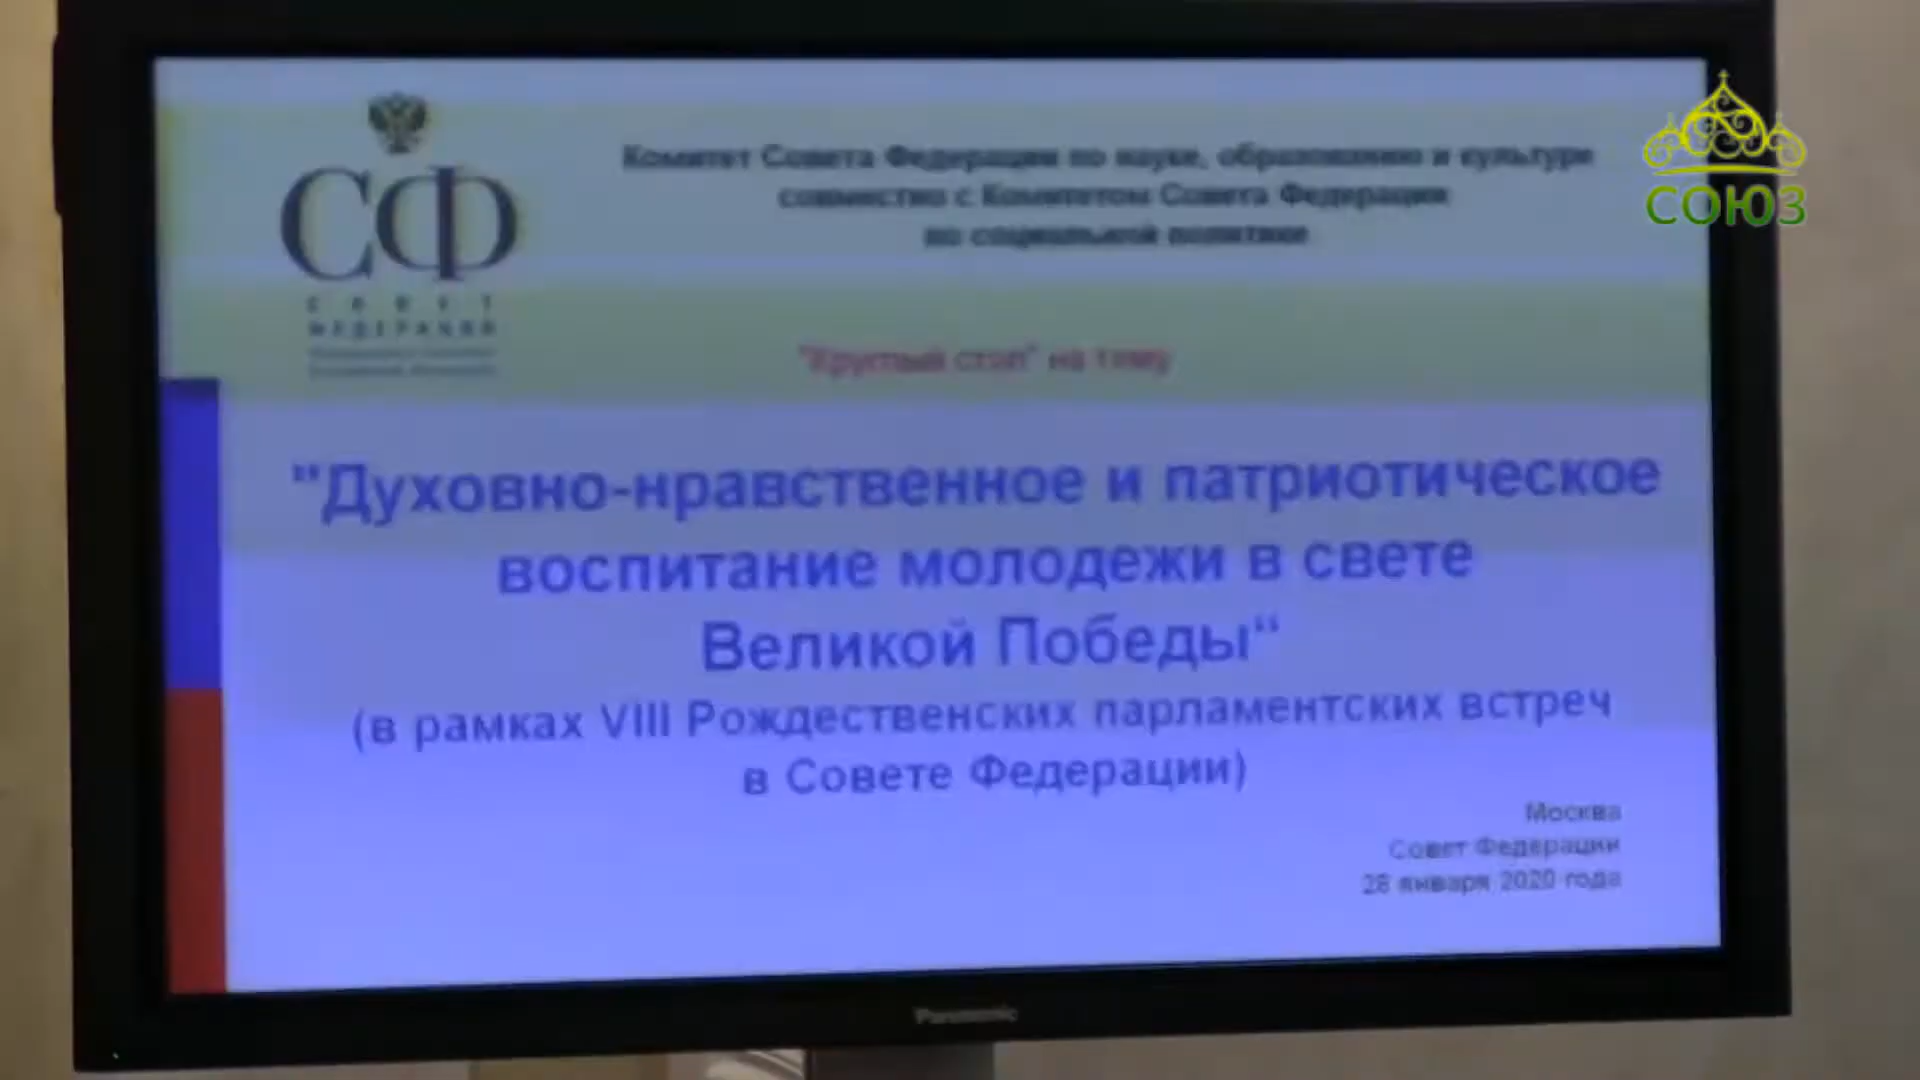 СФ
СОВЕТ
ФЕДЕРАЦИИ
Комитет Совета Федерации по науке, образованию и культуре
совместно с Комитетом Совета Федерации
по социальной политике
"Круглый стол" на тему
"Духовно-нравственное и патриотическое
воспитание молодежи в свете
Великой Победы“
(в рамках VIII Рождественских парламентских встреч
в Совете Федерации)
Москва
Совет Федерации
28 января 2020 года
Panasonic
СОЮЗ